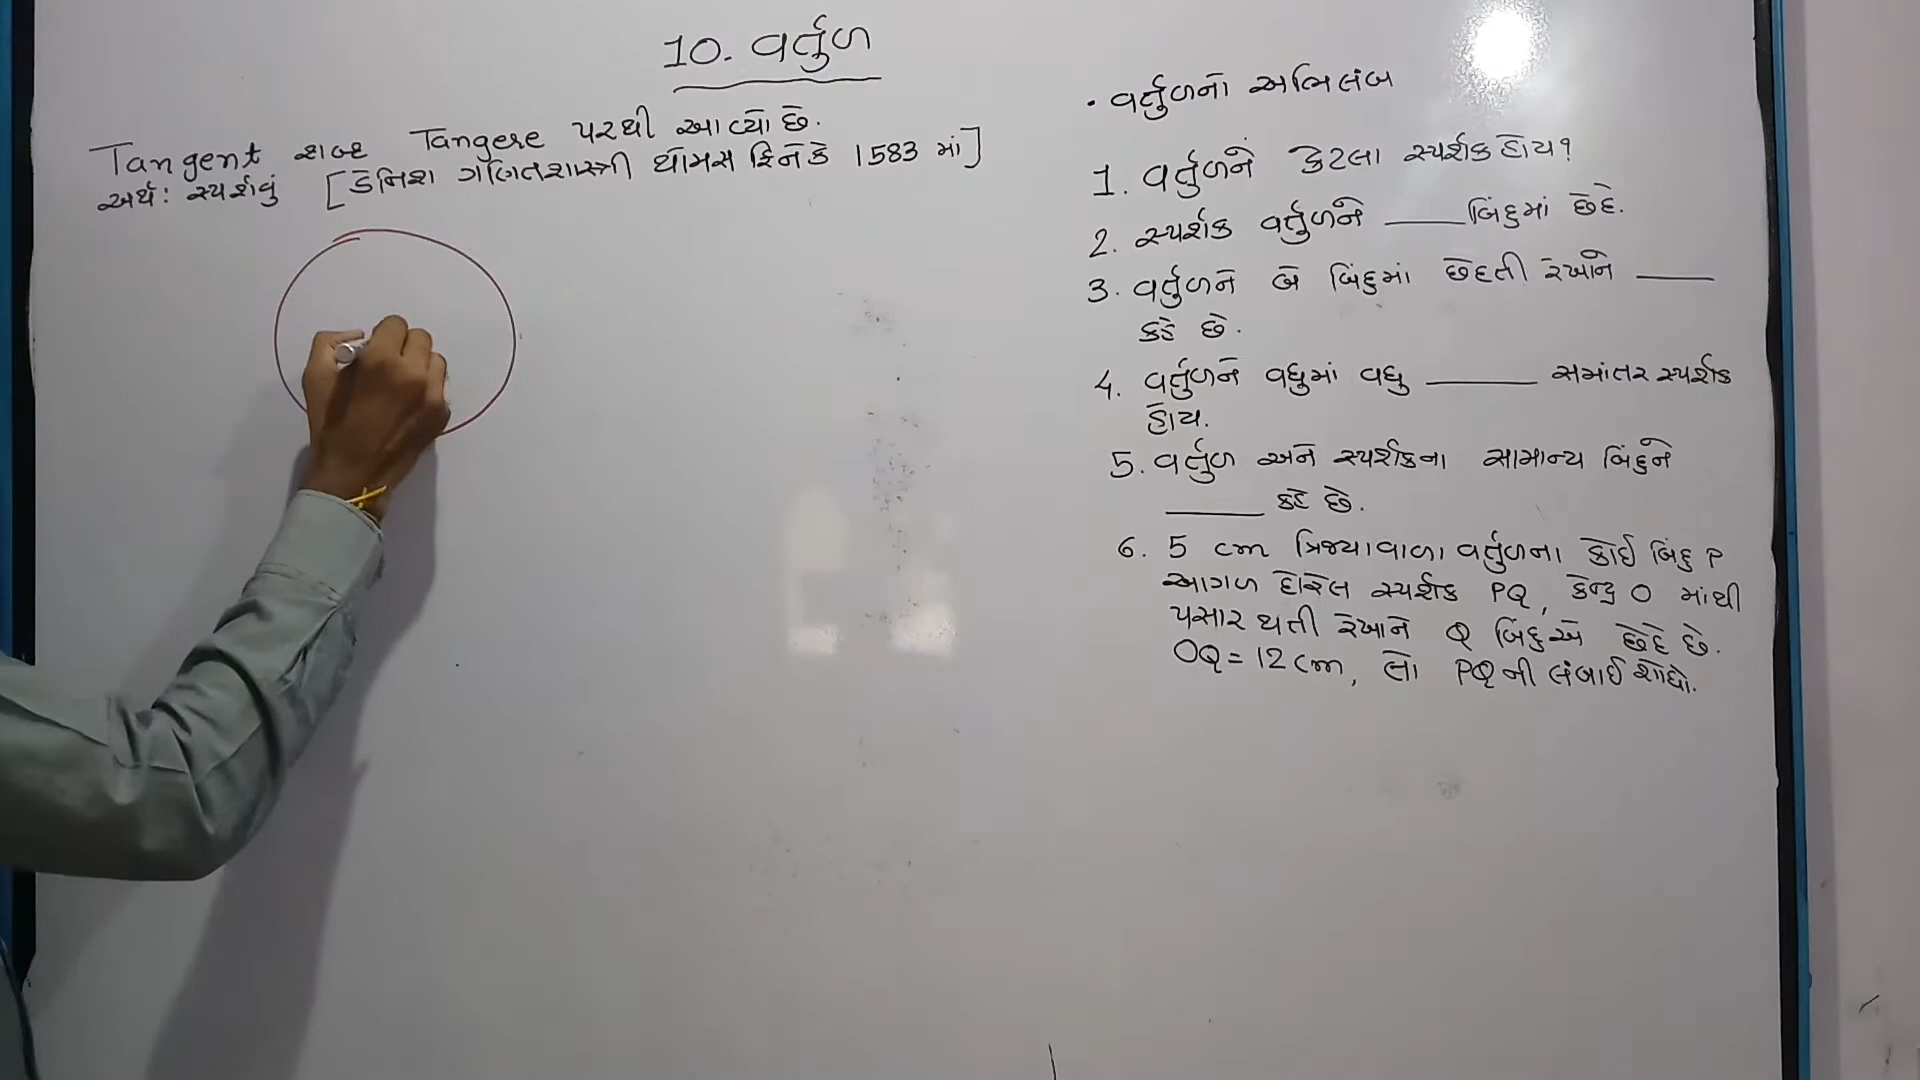 10. વર્તુળ
Tangent શબ્દ Tangere પરથી આવ્યો છે.
અર્થ: સ્પર્શવું [ડેનિશ ગણિતશાસ્ત્રી થોમસ ફિનકે 1583 માં]
• વર્તુળનો અભિલંબ
1. વર્તુળને કેટલા સ્પર્શક હોય?
2. સ્પર્શક વર્તુળને ____ બિંદુમાં છેદે.
3. વર્તુળને બે બિંદુમાં છેદતી રેખાને ____
કહે છે.
4. વર્તુળને વધુમાં વધુ ____ સમાંતર સ્પર્શક
હોય.
5. વર્તુળ અને સ્પર્શકના સામાન્ય બિંદુને
____ કહે છે.
6. 5 cm ત્રિજ્યાવાળા વર્તુળના કોઈ બિંદુ P
આગળ દોરેલ સ્પર્શક PQ, કેન્દ્ર O માંથી
પસાર થતી રેખાને Q બિંદુએ છેદે છે.
OQ = 12 cm, તો PQ ની લંબાઈ શોધો.